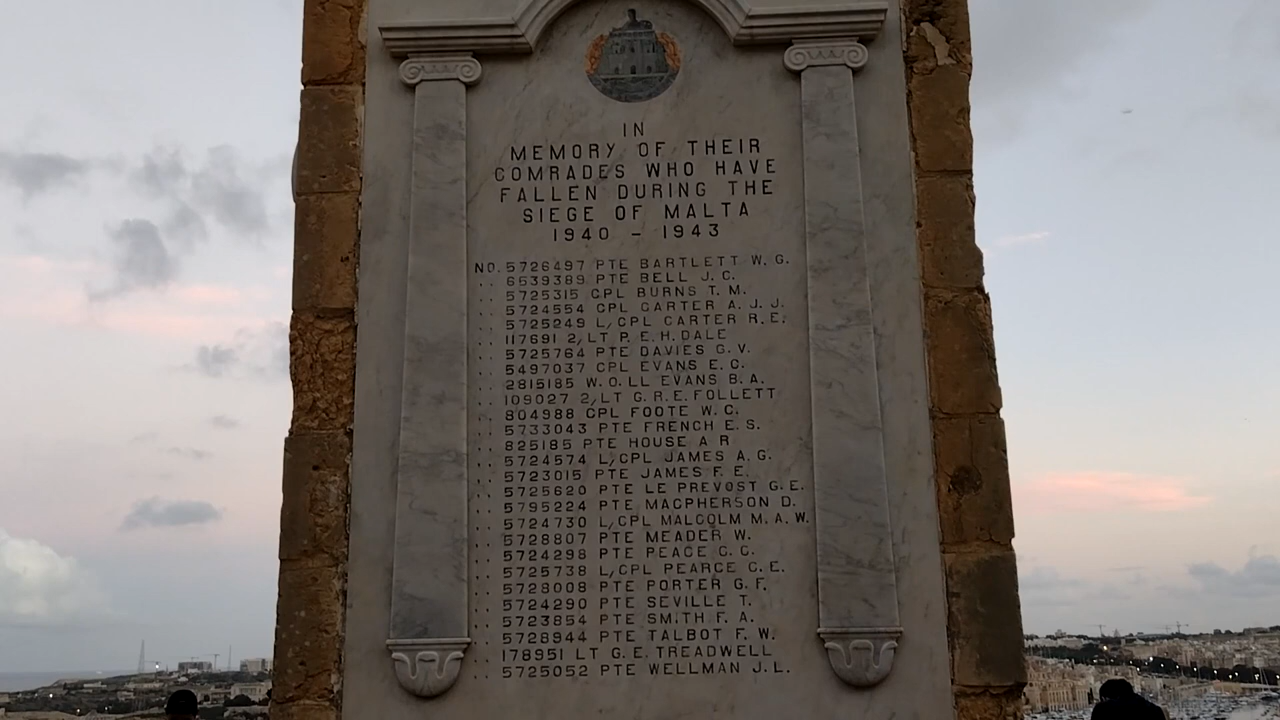 IN
MEMORY OF THEIR
COMRADES WHO HAVE
FALLEN DURING THE
SIEGE OF MALTA
1940 - 1943
NO. 5726497 PTE BARTLETT W. G.
.. 6539389 PTE BELL J. C.
.. 5725315 CPL BURNS T. M.
.. 5724554 CPL CARTER A. J. J.
.. 5725249 L/CPL CARTER R. E.
.. 117691 2/LT P. E. H. DALE
.. 5725764 PTE DAVIES G. V.
.. 5497037 CPL EVANS E. C.
.. 2815185 W. O. LL EVANS B. A.
.. 109027 2/LT G. R. E. FOLLETT
.. 804988 CPL FOOTE W. C.
.. 5733043 PTE FRENCH E. S.
.. 825185 PTE HOUSE A R
.. 5724574 L/CPL JAMES A. G.
.. 5723015 PTE JAMES F. E.
.. 5725620 PTE LE PREVOST G. E.
.. 5795224 PTE MACPHERSON D.
.. 5724730 L/CPL MALCOLM M. A. W.
.. 5728807 PTE MEADER W.
.. 5724298 PTE PEACE C. C.
.. 5725738 L/CPL PEARCE C. E.
.. 5728008 PTE PORTER G. F.
.. 5724290 PTE SEVILLE T.
.. 5723854 PTE SMITH F. A.
.. 5728944 PTE TALBOT F. W.
.. 178951 LT G. E. TREADWELL
.. 5725052 PTE WELLMAN J. L.